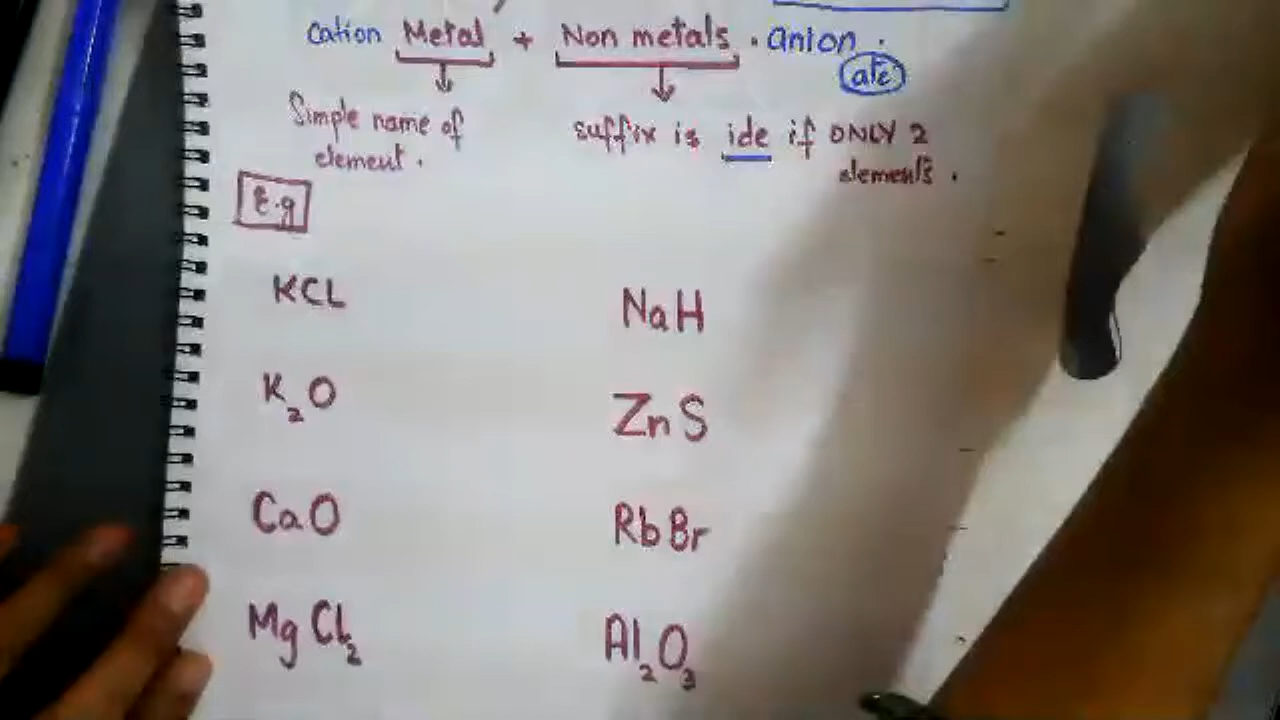 Cation Metal + Non metals . anion .
ate
Simple name of
element .
suffix is ide if ONLY 2
elements .
E.g
KCL
NaH
K2O
ZnS
CaO
RbBr
MgCl2
Al2O3